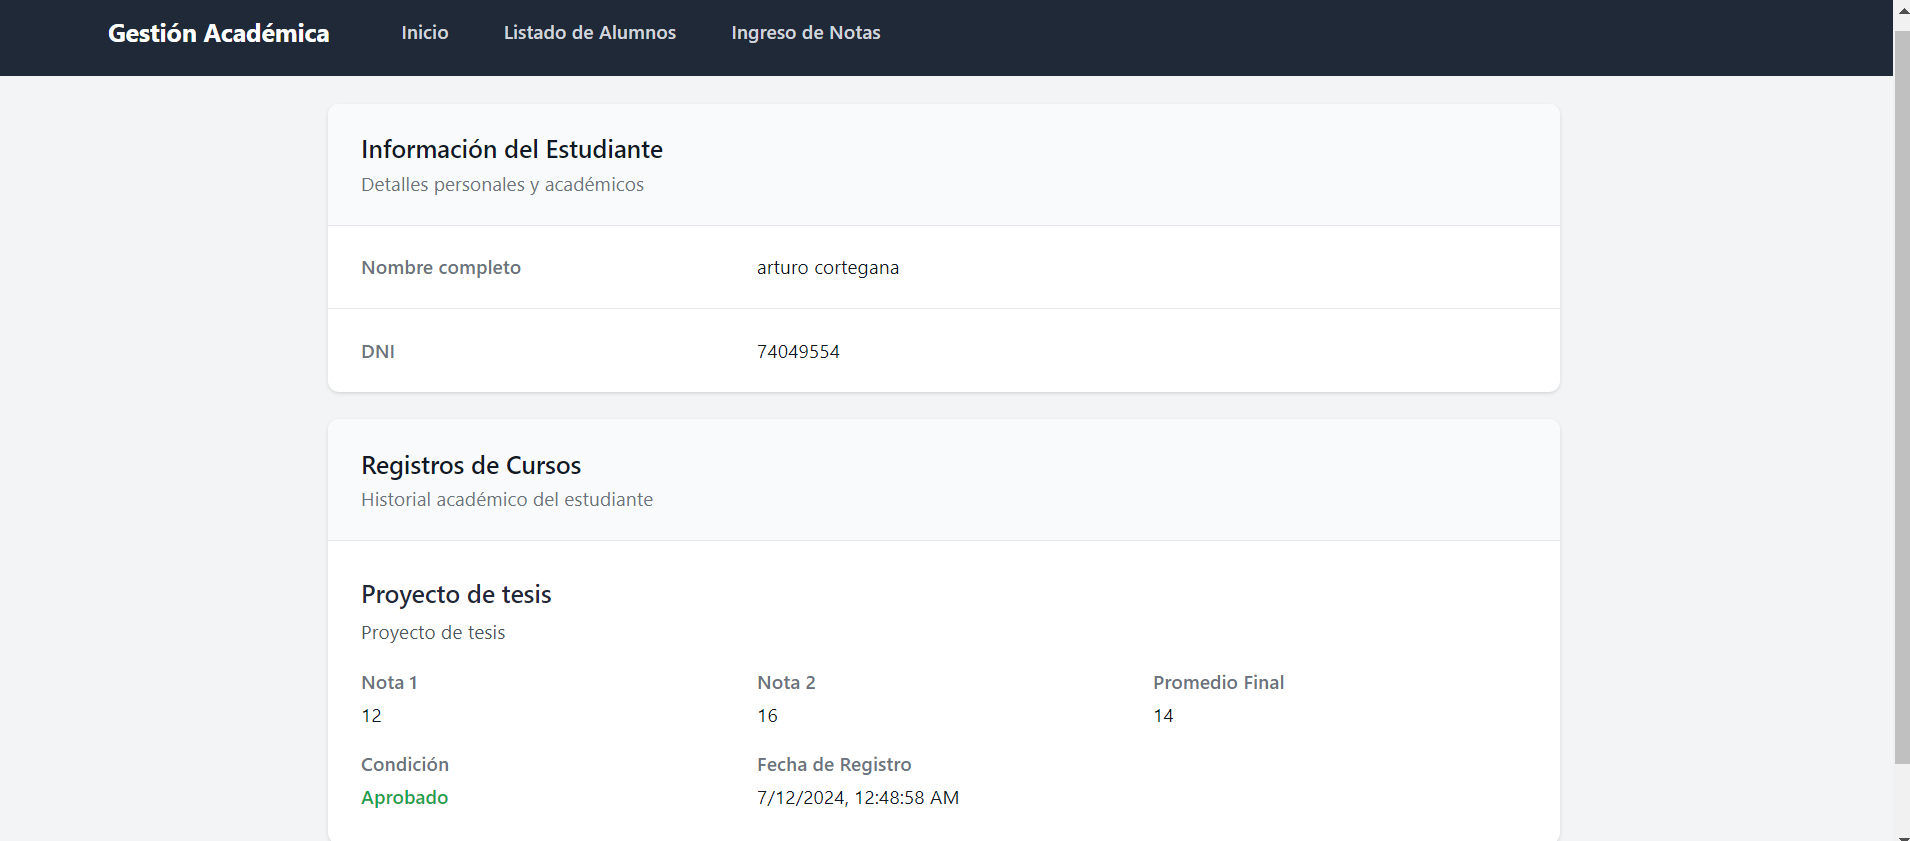 Gestión Académica Inicio Listado de Alumnos Ingreso de Notas
Información del Estudiante
Detalles personales y académicos
Nombre completo arturo cortegana
DNI 74049554
Registros de Cursos
Historial académico del estudiante
Proyecto de tesis
Proyecto de tesis
Nota 1 Nota 2 Promedio Final
12 16 14
Condición Fecha de Registro
Aprobado 7/12/2024, 12:48:58 AM